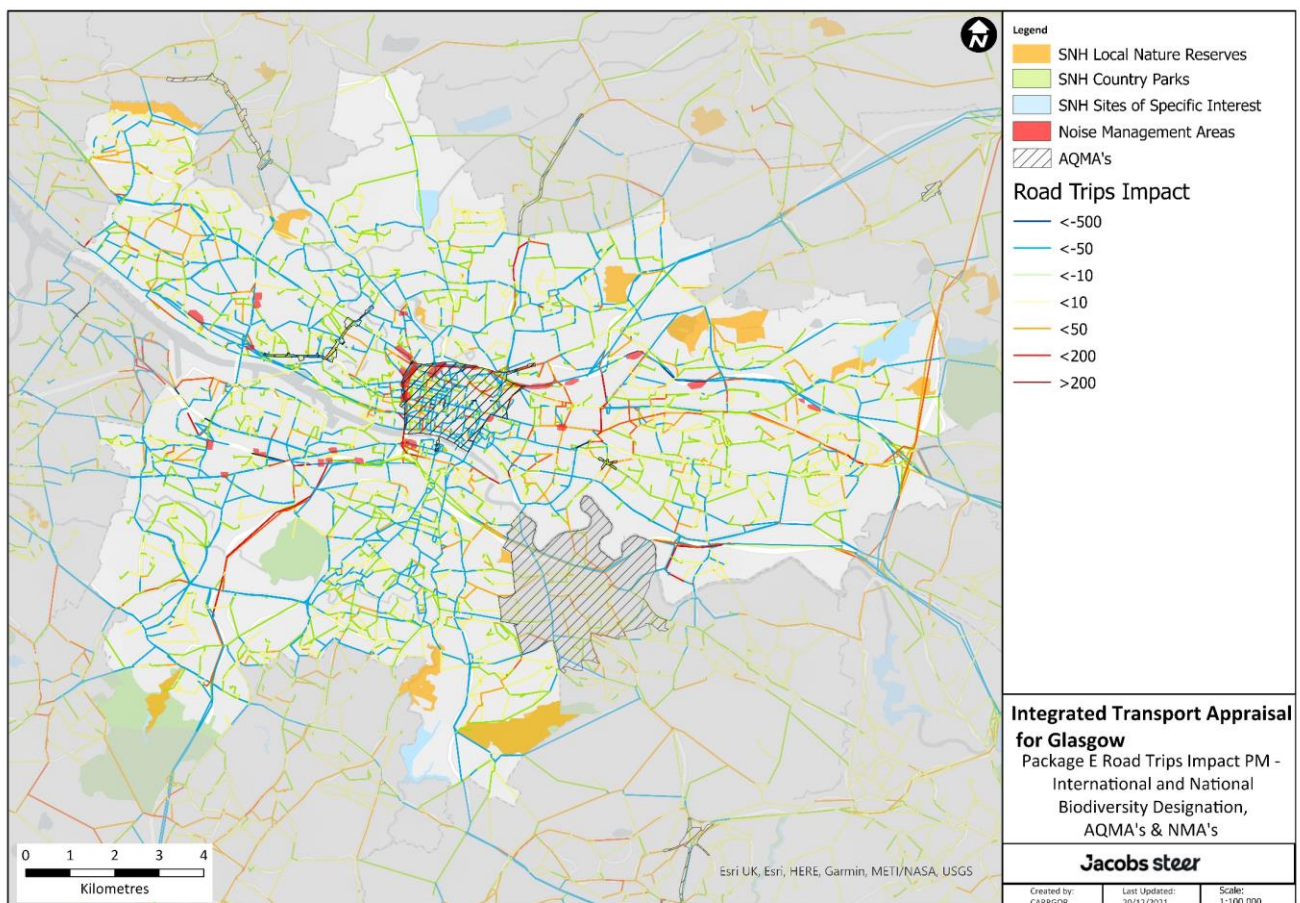 N
Legend
SNH Local Nature Reserves
SNH Country Parks
SNH Sites of Specific Interest
Noise Management Areas
AQMA's
Road Trips Impact
<-500
<-50
<-10
<10
<50
<200
>200
0 1 2 3 4
Kilometres
Esri UK, Esri, HERE, Garmin, METI/NASA, USGS
Integrated Transport Appraisal
for Glasgow
Package E Road Trips Impact PM -
International and National
Biodiversity Designation,
AQMA's & NMA's
Jacobs steer
Created by:
Last Updated:
20/12/2021
Scale:
1:100,000